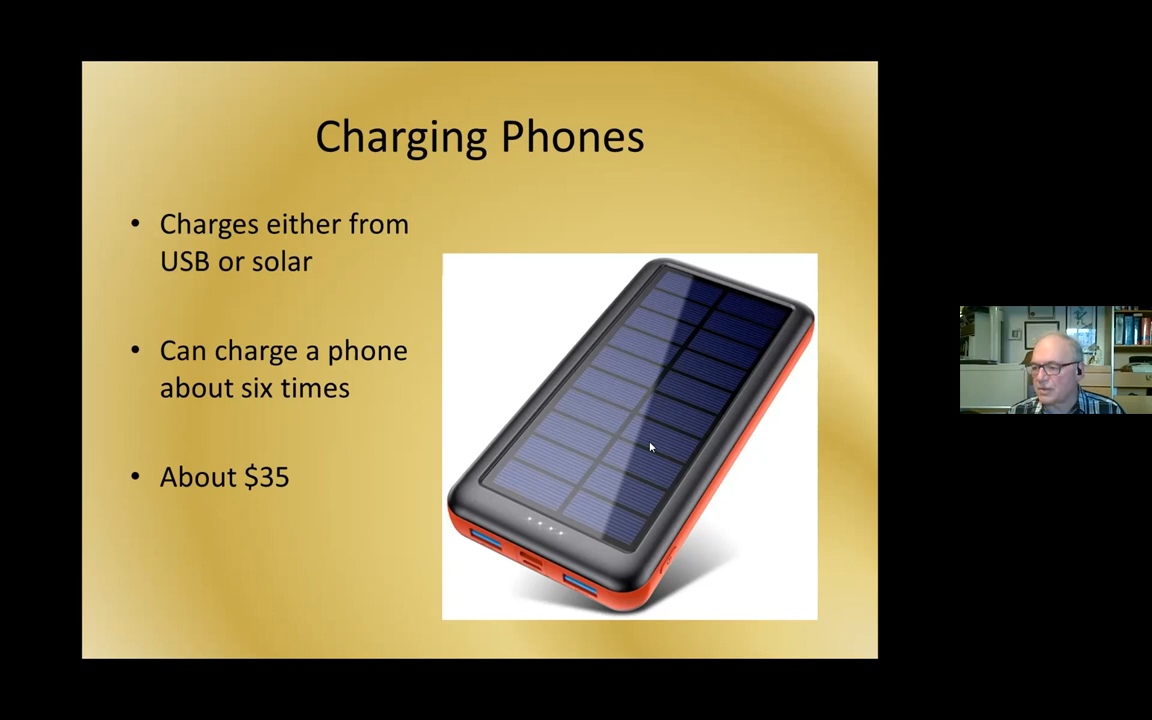 Charging Phones
• Charges either from
USB or solar
• Can charge a phone
about six times
• About $35